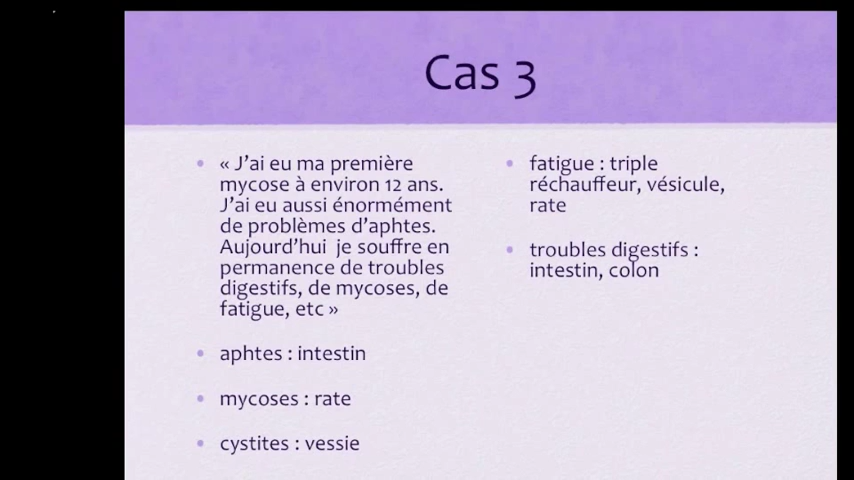 Cas 3
• « J'ai eu ma première
mycose à environ 12 ans.
J'ai eu aussi énormément
de problèmes d'aphtes.
Aujourd'hui je souffre en
permanence de troubles
digestifs, de mycoses, de
fatigue, etc »
• aphtes : intestin
• mycoses : rate
• cystites : vessie
• fatigue : triple
réchauffeur, vésicule,
rate
• troubles digestifs :
intestin, colon